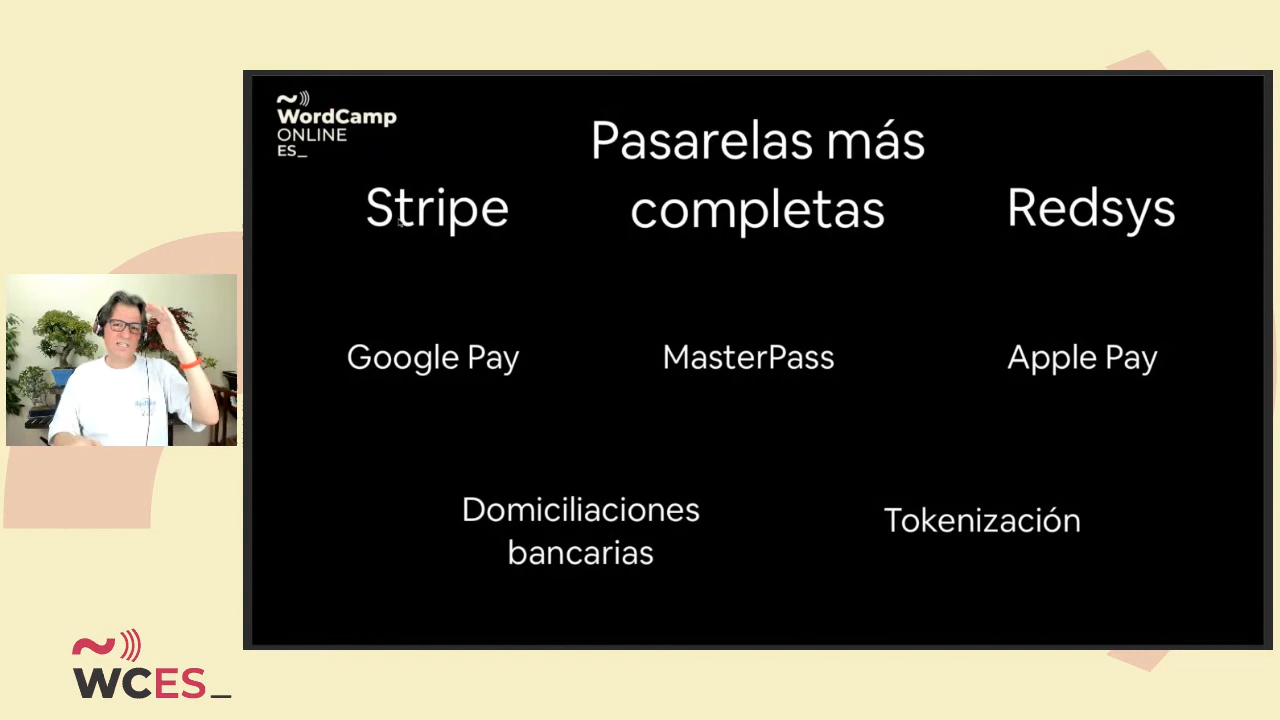 WordCamp
ONLINE
ES_
Pasarelas más
completas
Stripe
Redsys
Google Pay
MasterPass
Apple Pay
Domiciliaciones
bancarias
Tokenización
WCES_